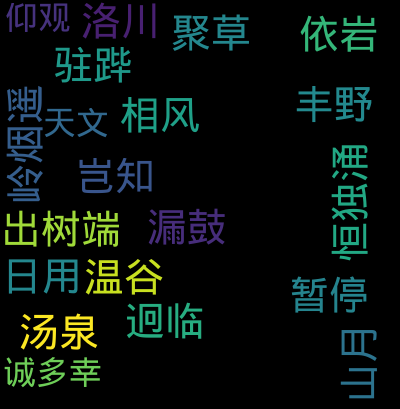 仰观
洛川
聚草
依岩
驻跸
丰野
遥
烟
岭
天文
相风
岂知
恒独涌
出树端
漏鼓
日用
温谷
暂停
汤泉
迥临
山月
诚多幸